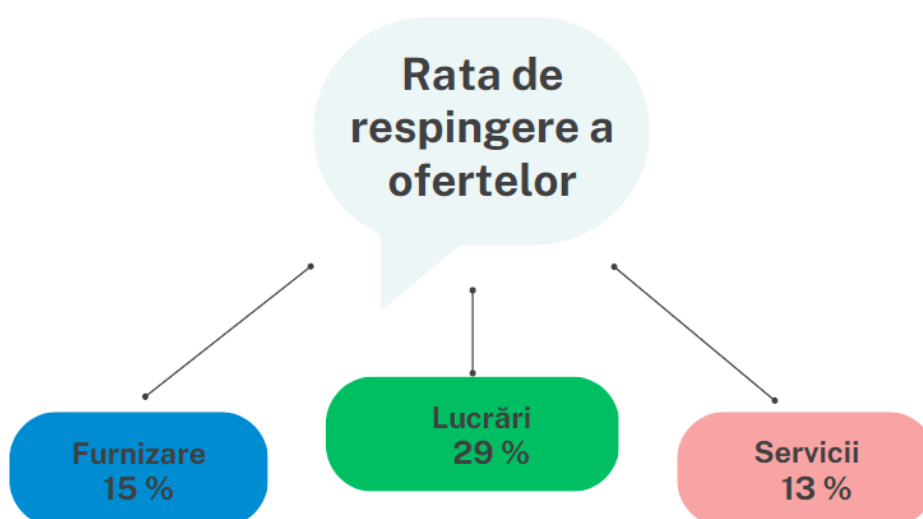 Rata de
respingere a
ofertelor
Furnizare
15 %
Lucrări
29 %
Servicii
13 %